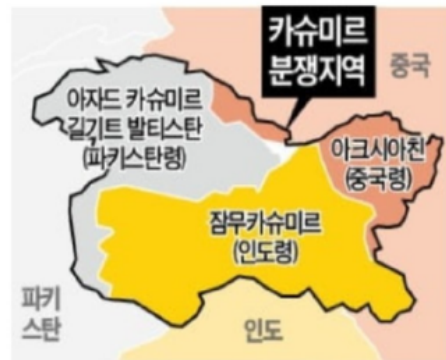 카슈미르
분쟁지역
중국
아자드 카슈미르
길기트 발티스탄
(파키스탄령)
아크시아친
(중국령)
잠무카슈미르
(인도령)
파키
스탄
인도